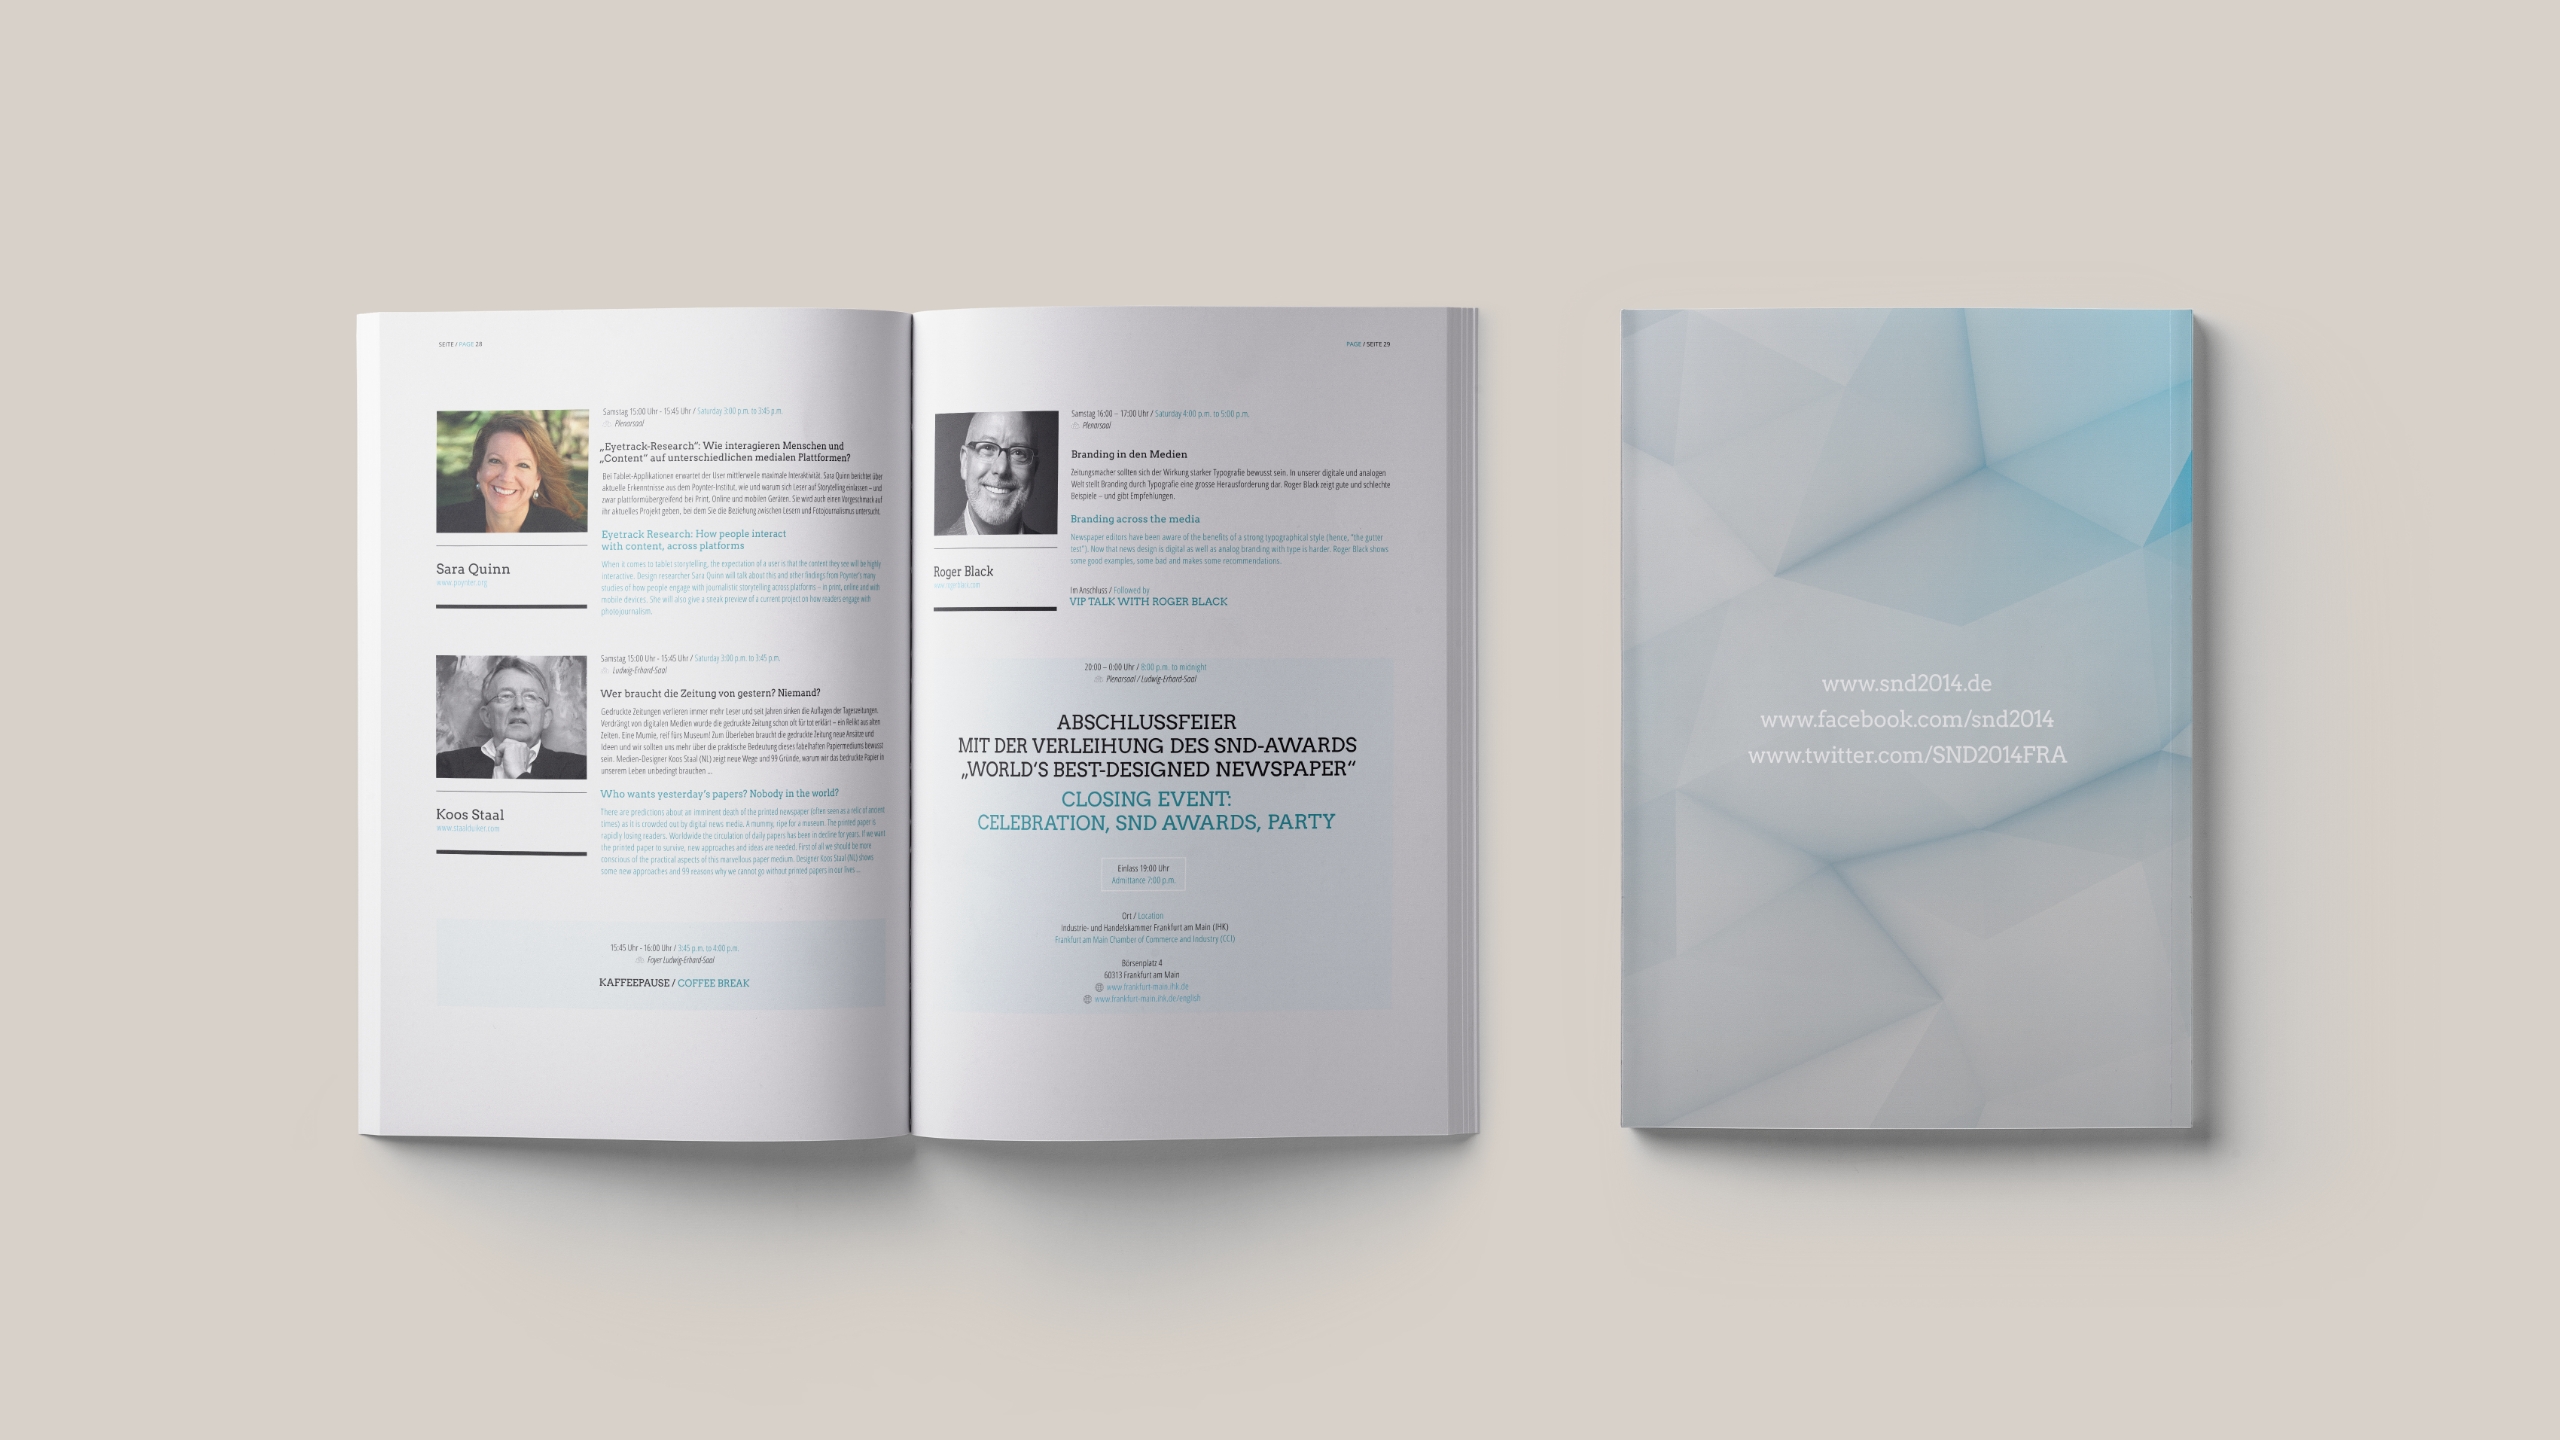 SEITE / PAGE 28
Samstag 15:00 Uhr - 15:45 Uhr / Saturday 3:00 p.m. to 3:45 p.m.
Plenarsaal
„Eyetrack-Research“: Wie interagieren Menschen und
„Content“ auf unterschiedlichen medialen Plattformen?
Bei Tablet-Applikationen erwartet der User mittlerweile maximale Interaktivität. Sara Quinn berichtet über
aktuelle Erkenntnisse aus dem Poynter-Institut, wie und warum sich Leser auf Storytelling einlassen – und
zwar plattformübergreifend bei Print, Online und mobilen Geräten. Sie wird auch einen Vorgeschmack auf
ihr aktuelles Projekt geben, bei dem Sie die Beziehung zwischen Lesern und Fotojournalismus untersucht.
Eyetrack Research: How people interact
with content, across platforms
When it comes to tablet storytelling, the expectation of a user is that the content they see will be highly
interactive. Design researcher Sara Quinn will talk about this and other findings from Poynter's many
studies of how people engage with journalistic storytelling across platforms – in print, online and with
mobile devices. She will also give a sneak preview of a current project on how readers engage with
photojournalism.
Sara Quinn
www.poynter.org
Samstag 15:00 Uhr - 15:45 Uhr / Saturday 3:00 p.m. to 3:45 p.m.
Ludwig-Erhard-Saal
Wer braucht die Zeitung von gestern? Niemand?
Gedruckte Zeitungen verlieren immer mehr Leser und seit Jahren sinken die Auflagen der Tageszeitungen.
Verdrängt von digitalen Medien wurde die gedruckte Zeitung schon oft für tot erklärt – ein Relikt aus alten
Zeiten. Eine Mumie, reif fürs Museum! Zum Überleben braucht die gedruckte Zeitung neue Ansätze und
Ideen und wir sollten uns mehr über die praktische Bedeutung dieses fabelhaften Papiermediums bewusst
sein. Medien-Designer Koos Staal (NL) zeigt neue Wege und 99 Gründe, warum wir das bedruckte Papier in
unserem Leben unbedingt brauchen ...
Who wants yesterday's papers? Nobody in the world?
There are predictions about an imminent death of the printed newspaper (often seen as a relic of ancient
times) as it is crowded out by digital news media. A mummy, ripe for a museum. The printed paper is
rapidly losing readers. Worldwide the circulation of daily papers has been in decline for years. If we want
the printed paper to survive, new approaches and ideas are needed. First of all we should be more
conscious of the practical aspects of this marvellous paper medium. Designer Koos Staal (NL) shows
some new approaches and 99 reasons why we cannot go without printed papers in our lives ...
Koos Staal
www.staalduinen.com
15:45 Uhr - 16:00 Uhr / 3:45 p.m. to 4:00 p.m.
Foyer Ludwig-Erhard-Saal
KAFFEEPAUSE / COFFEE BREAK
PAGE / SEITE 29
Samstag 16:00 – 17:00 Uhr / Saturday 4:00 p.m. to 5:00 p.m.
Plenarsaal
Branding in den Medien
Zeitungsmacher sollten sich der Wirkung starker Typografie bewusst sein. In unserer digitale und analogen
Welt stellt Branding durch Typografie eine grosse Herausforderung dar. Roger Black zeigt gute und schlechte
Beispiele – und gibt Empfehlungen.
Branding across the media
Newspaper editors have been aware of the benefits of a strong typographical style (hence, "the gutter
test"). Now that news design is digital as well as analog branding with type is harder. Roger Black shows
some good examples, some bad and makes some recommendations.
Roger Black
Im Anschluss / Followed by
VIP TALK WITH ROGER BLACK
20:00 – 0:00 Uhr / 8:00 p.m. to midnight
Plenarsaal / Ludwig-Erhard-Saal
ABSCHLUSSFEIER
MIT DER VERLEIHUNG DES SND-AWARDS
„WORLD'S BEST-DESIGNED NEWSPAPER“
CLOSING EVENT:
CELEBRATION, SND AWARDS, PARTY
Einlass 19:00 Uhr
Admittance 7:00 p.m.
Ort / Location
Industrie- und Handelskammer Frankfurt am Main (IHK)
Frankfurt am Main Chamber of Commerce and Industry (CCI)
Börsenplatz 4
60313 Frankfurt am Main
www.frankfurt-main.ihk.de
www.frankfurt-main.ihk.de/english
www.snd2014.de
www.facebook.com/snd2014
www.twitter.com/SND2014FRA